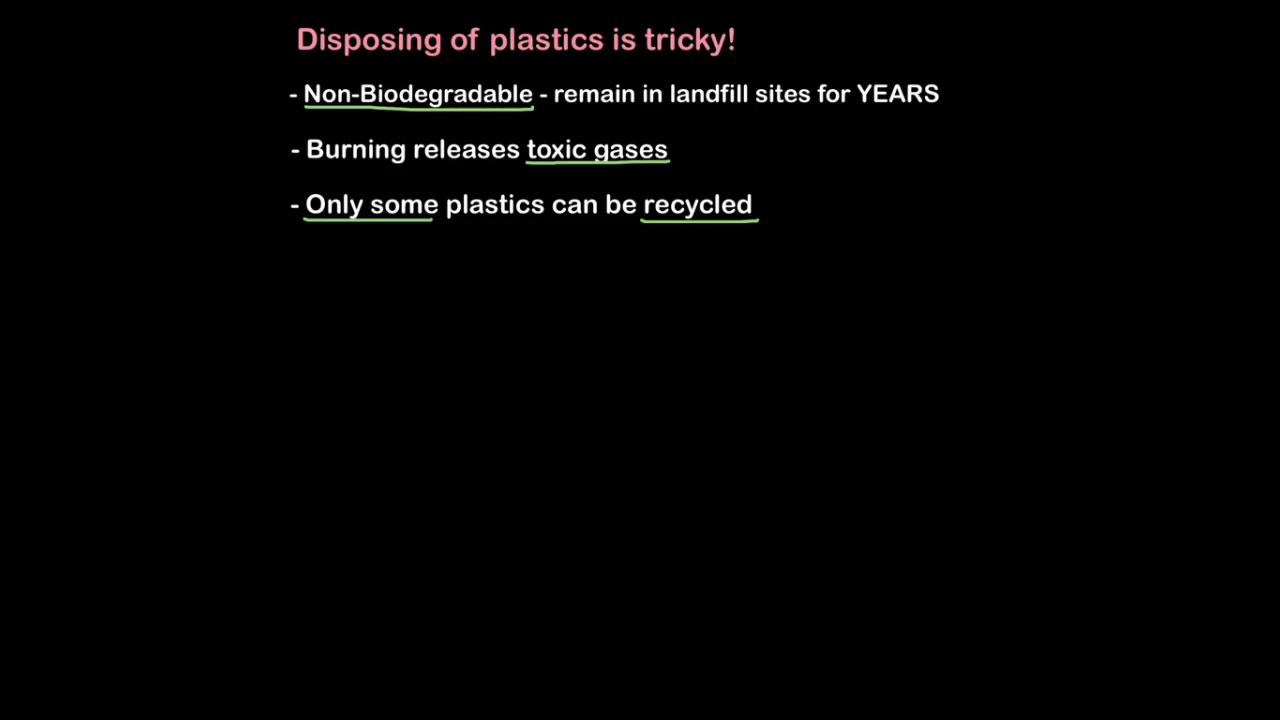 Disposing of plastics is tricky!
- Non-Biodegradable - remain in landfill sites for YEARS
- Burning releases toxic gases
- Only some plastics can be recycled